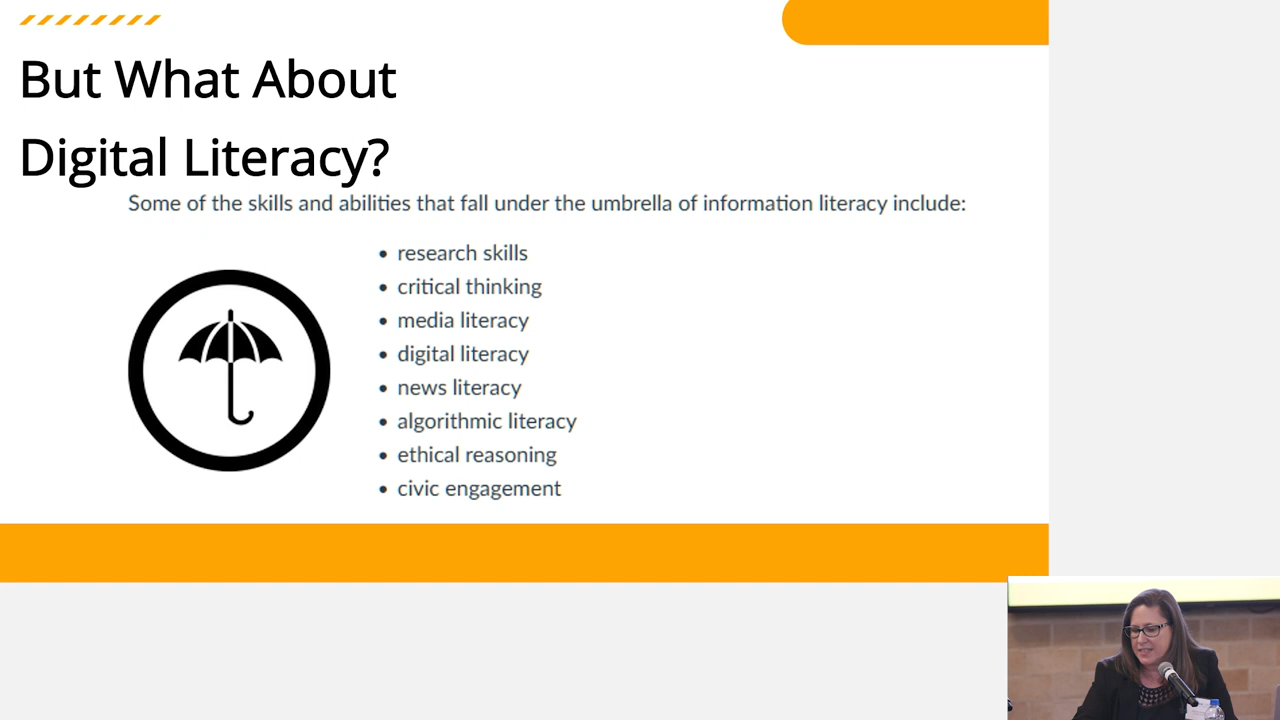 But What About
Digital Literacy?
Some of the skills and abilities that fall under the umbrella of information literacy include:
• research skills
• critical thinking
• media literacy
• digital literacy
• news literacy
• algorithmic literacy
• ethical reasoning
• civic engagement